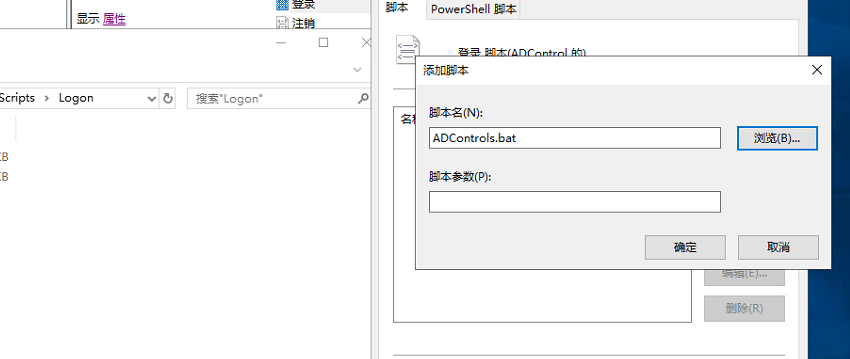 显示 属性
登录
注销
Scripts
Logon
搜索"Logon"
KB
KB
脚本
PowerShell 脚本
登录 脚本(ADControl 的)
添加脚本
脚本名(N):
ADControls.bat
浏览(B)...
脚本参数(P):
确定
取消
编辑(E)...
删除(R)